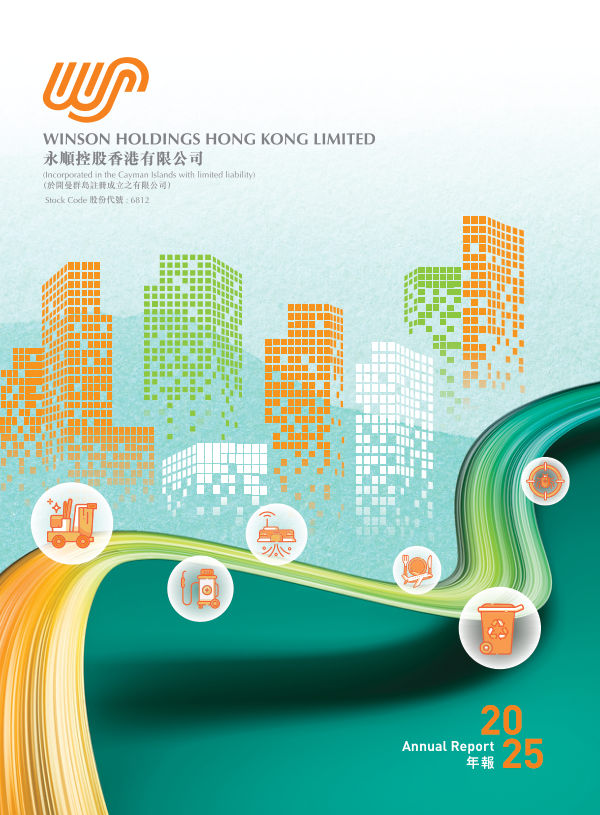 WINSON HOLDINGS HONG KONG LIMITED
永順控股香港有限公司
(Incorporated in the Cayman Islands with limited liability)
(於開曼群島註冊成立之有限公司)
Stock Code 股份代號 : 6812
20
Annual Report
年報
25